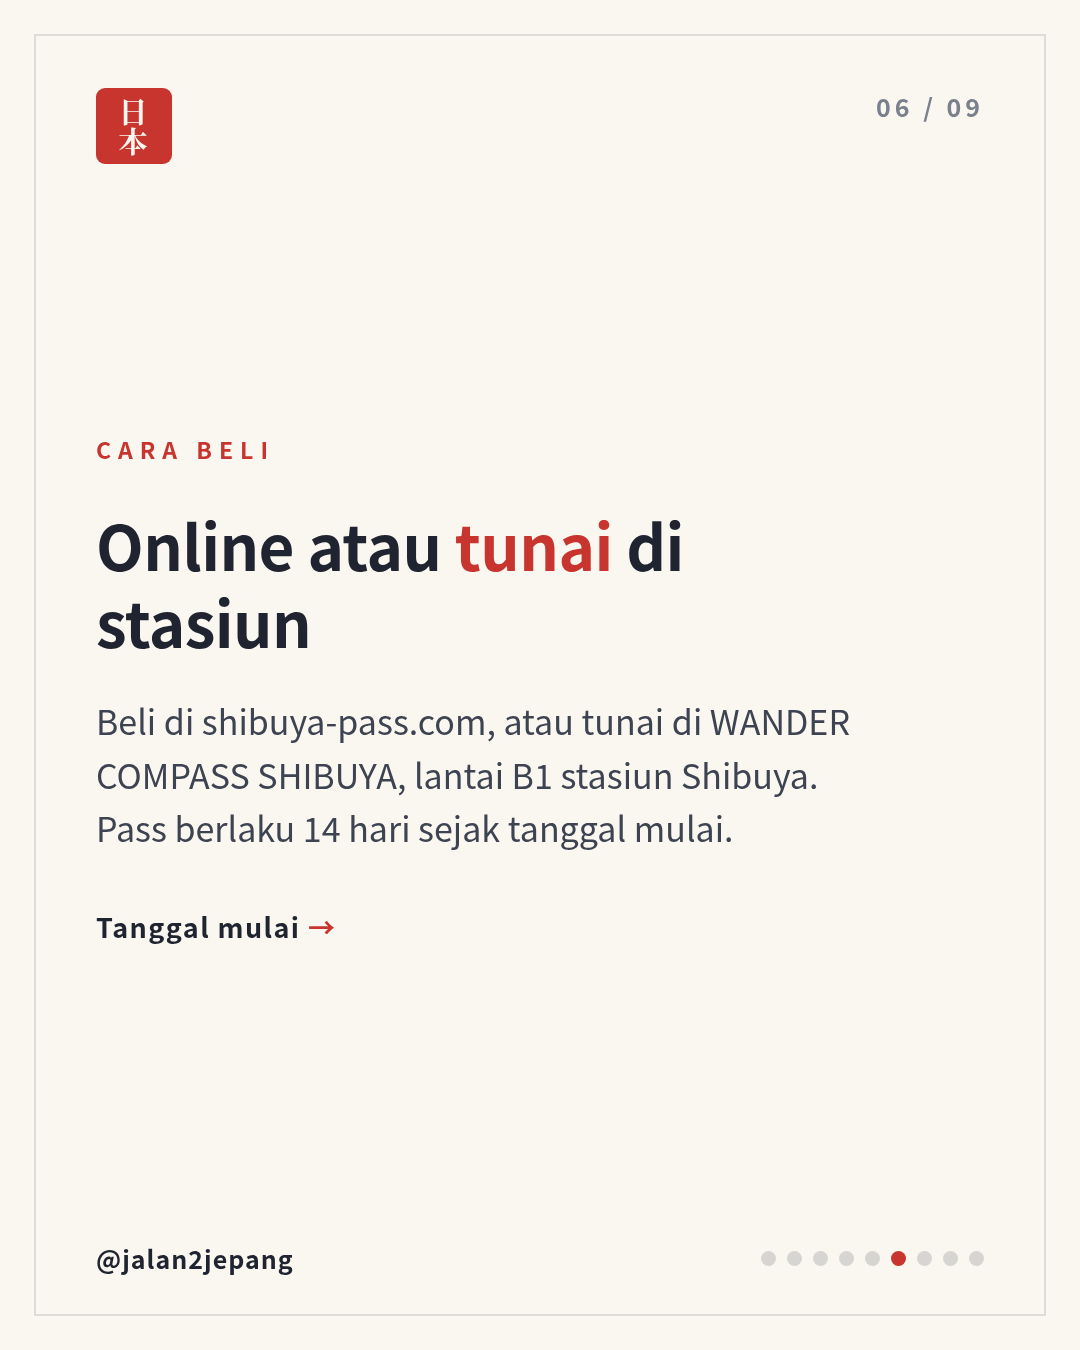 日
本
06 / 09
CARA BELI
Online atau tunai di
stasiun
Beli di shibuya-pass.com, atau tunai di WANDER
COMPASS SHIBUYA, lantai B1 stasiun Shibuya.
Pass berlaku 14 hari sejak tanggal mulai.
Tanggal mulai →
@jalan2jepang